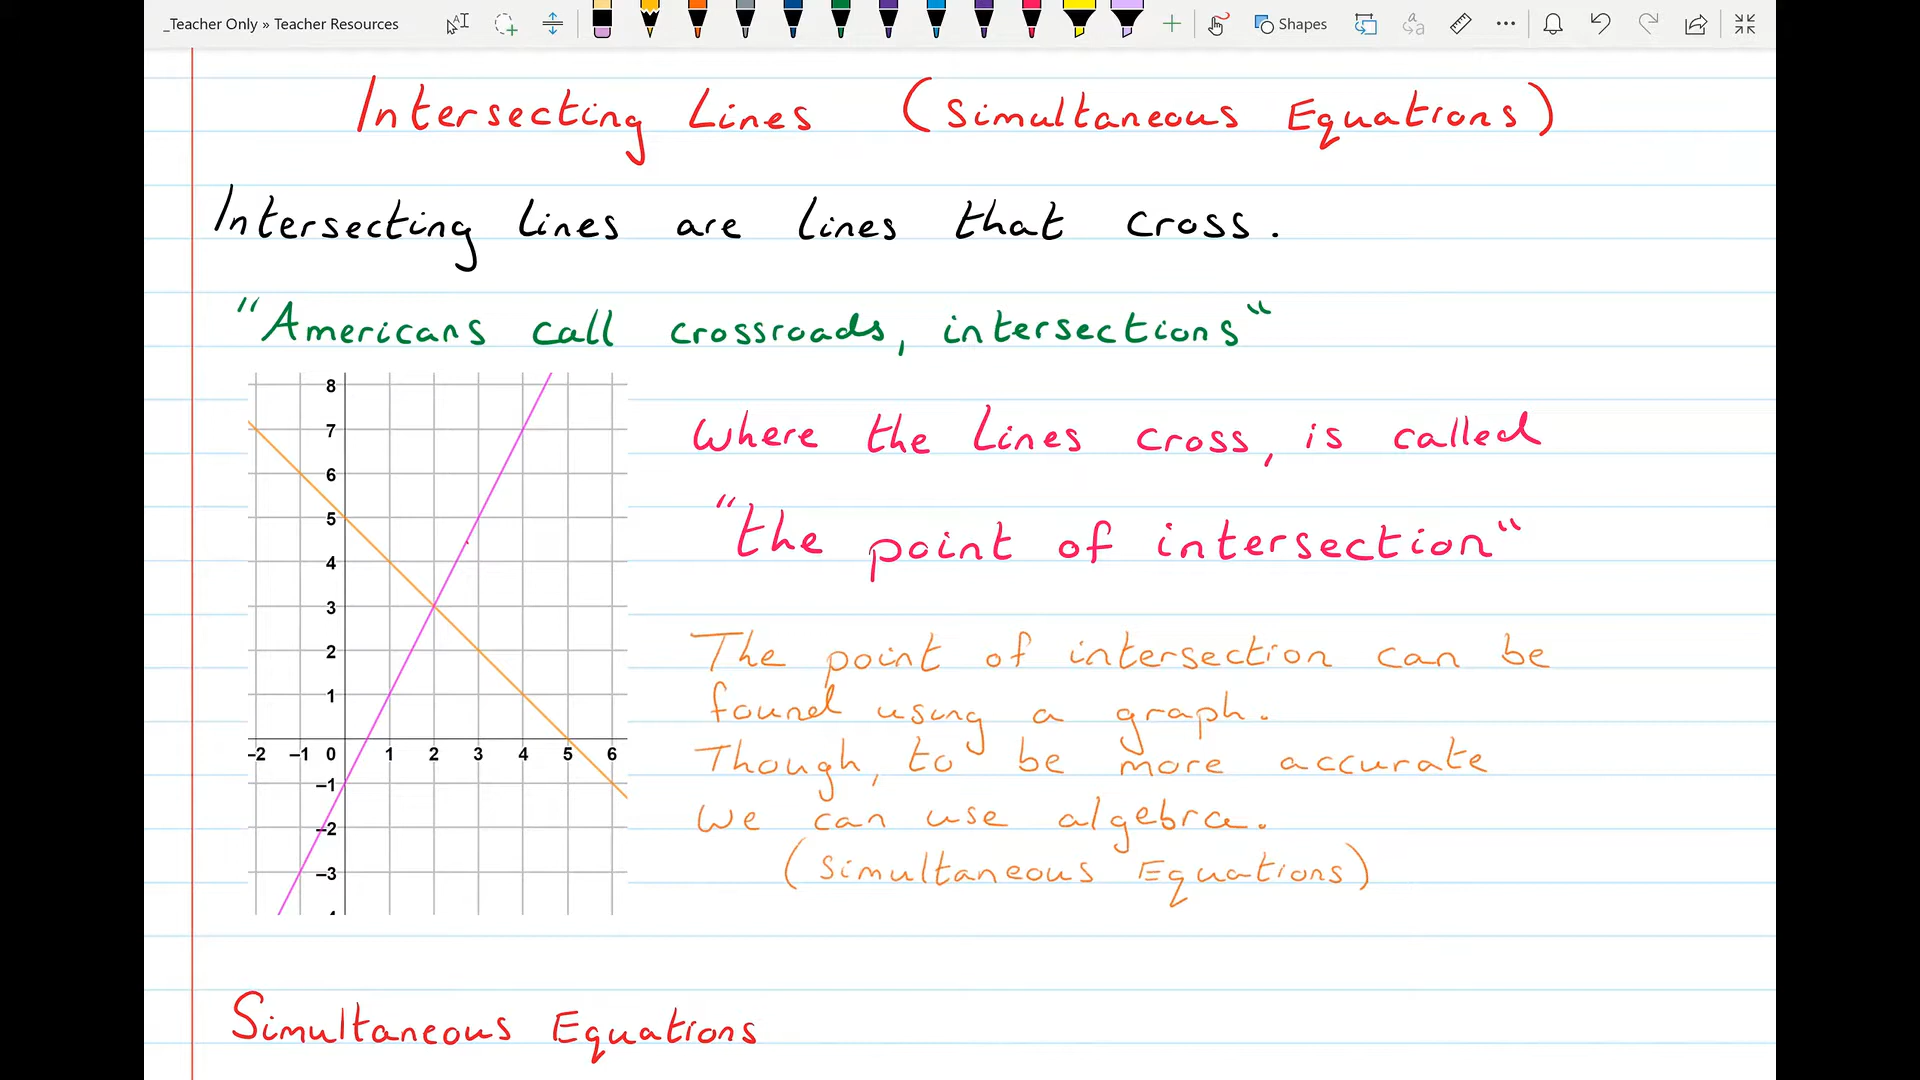 _Teacher Only » Teacher Resources
Shapes
Intersecting Lines (Simultaneous Equations)
Intersecting lines are lines that cross.
"Americans call crossroads, intersections"
Where the lines cross, is called
"the point of intersection"
The point of intersection can be
found using a graph.
Though, to be more accurate
we can use algebra.
(Simultaneous Equations)
8
7
6
5
4
3
2
1
-2 -1 0 1 2 3 4 5 6
-1
-2
-3
Simultaneous Equations